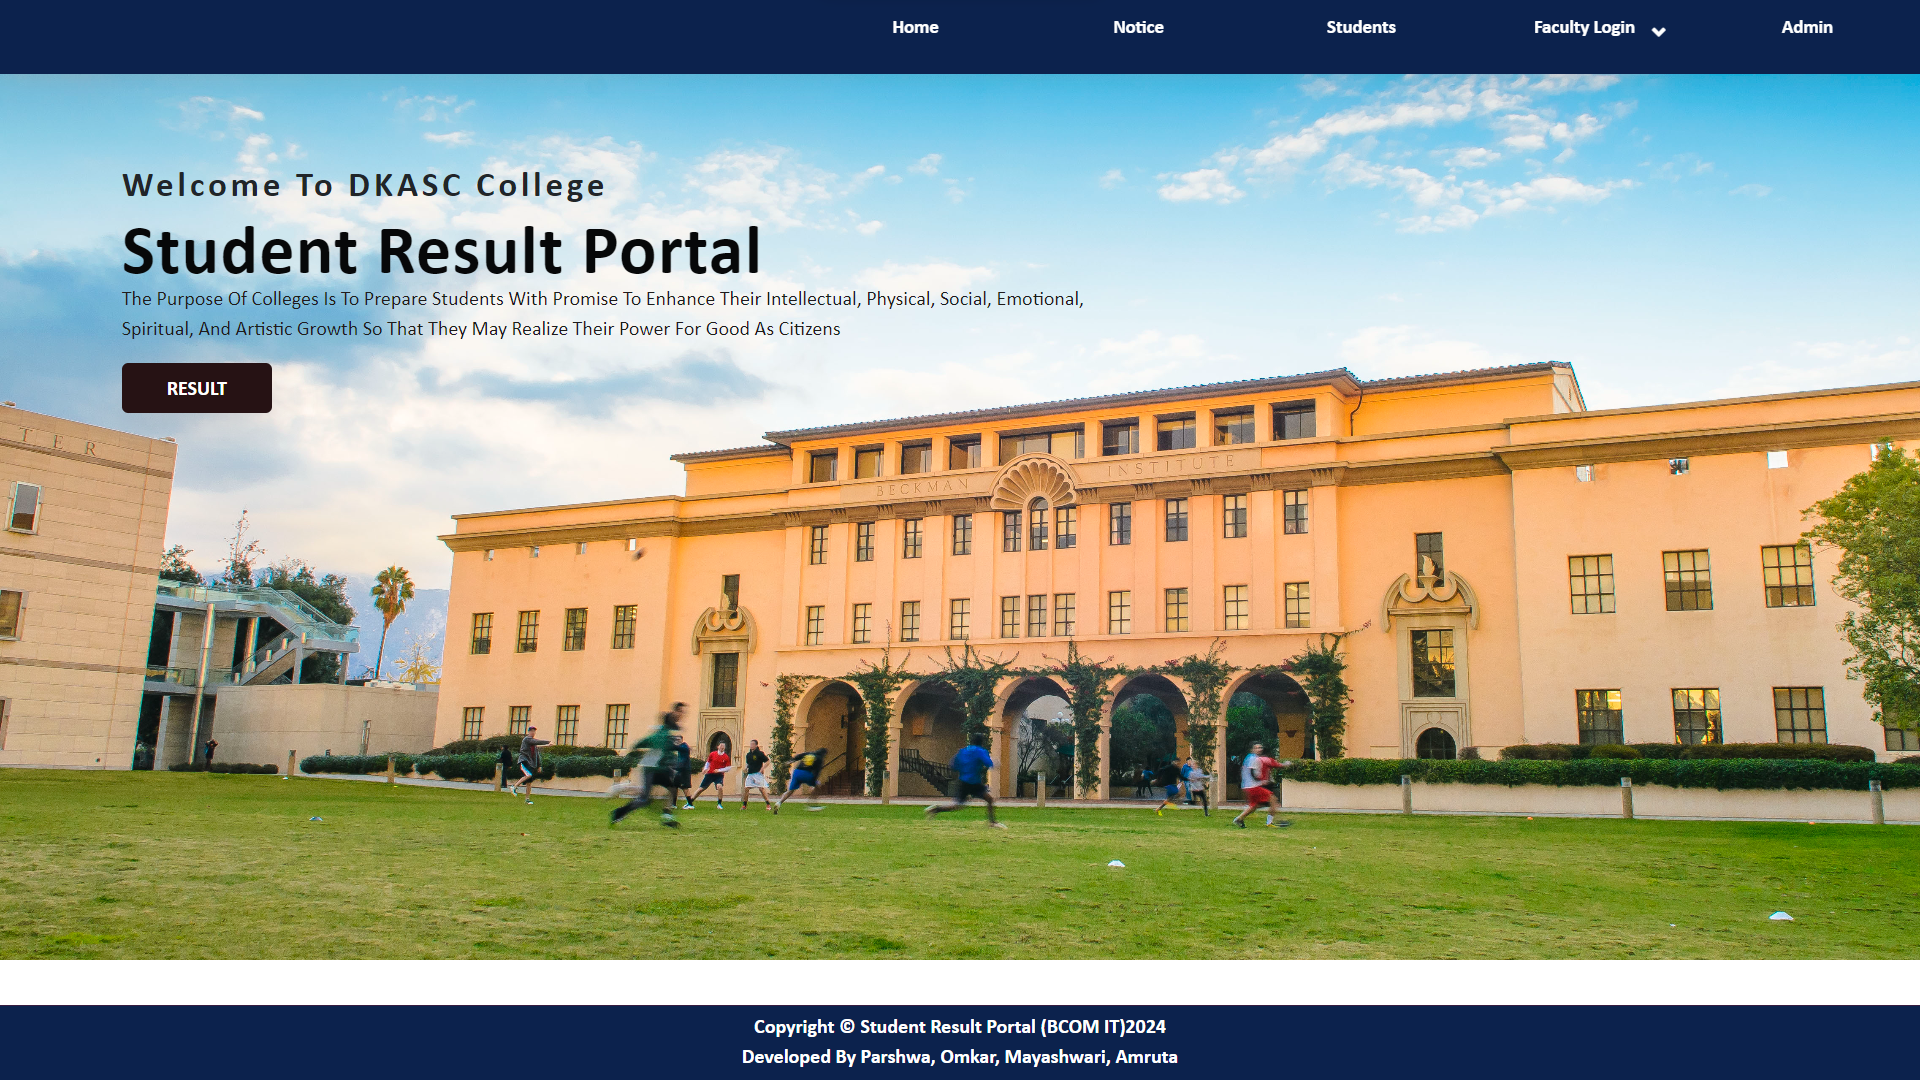 Home
Notice
Students
Faculty Login
Admin
Welcome To DKASC College
Student Result Portal
The Purpose Of Colleges Is To Prepare Students With Promise To Enhance Their Intellectual, Physical, Social, Emotional,
Spiritual, And Artistic Growth So That They May Realize Their Power For Good As Citizens
RESULT
TER
BECKMAN INSTITUTE
Copyright © Student Result Portal (BCOM IT)2024
Developed By Parshwa, Omkar, Mayashwari, Amruta